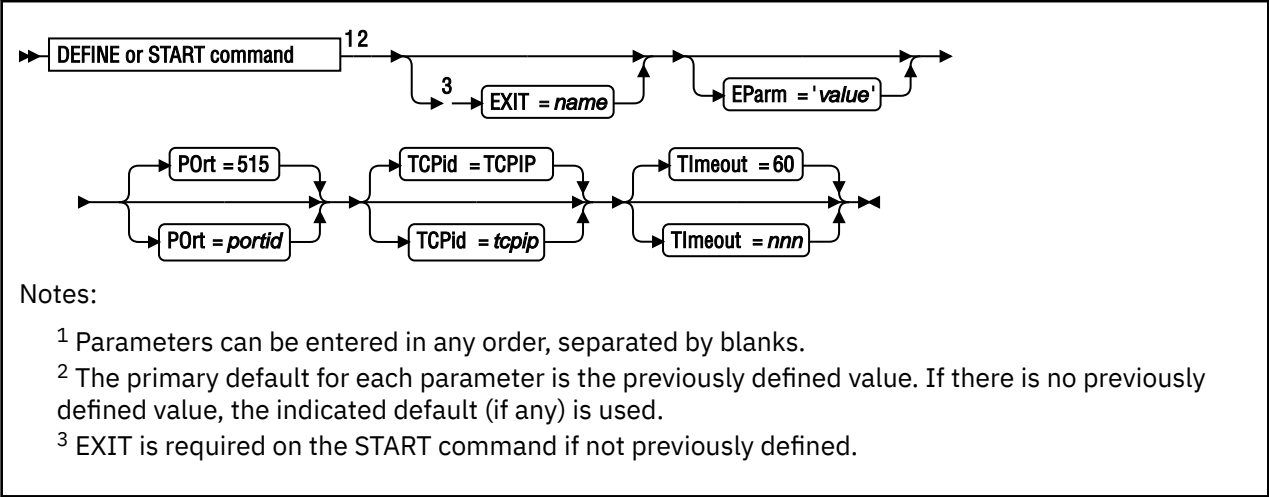 DEFINE or START command 1 2
3
EXIT = name
EParm = 'value'
POrt = 515
TCPid = TCPIP
TImeout = 60
POrt = portid
TCPid = tcpip
TImeout = nnn
Notes:
1 Parameters can be entered in any order, separated by blanks.
2 The primary default for each parameter is the previously defined value. If there is no previously
defined value, the indicated default (if any) is used.
3 EXIT is required on the START command if not previously defined.